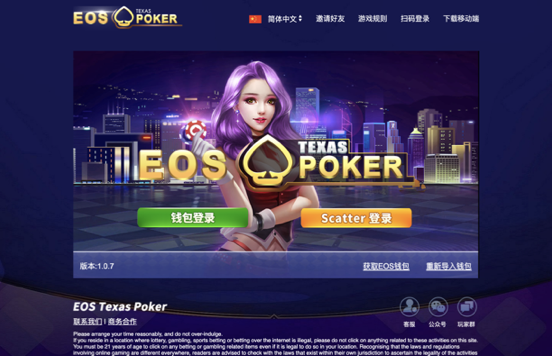 EOS TEXAS POKER
简体中文 邀请好友 游戏规则 扫码登录 下载移动端
EOS TEXAS POKER
钱包登录 Scatter 登录
版本:1.0.7 获取EOS钱包 重新导入钱包
EOS Texas Poker
联系我们 | 商务合作
客服 公众号 玩家群
Please arrange your time reasonably, and do not over-indulge.
If you reside in a location where lottery, gambling, sports betting or betting over the internet is illegal, please do not click on anything related to these activities on this site.
You must be 21 years of age to click on any betting or gambling related items even if it is legal to do so in your location. Recognising that the laws and regulations
involving online gaming are different everywhere, readers are advised to check with the laws that exist within their own jurisdiction to ascertain the legality of the activities